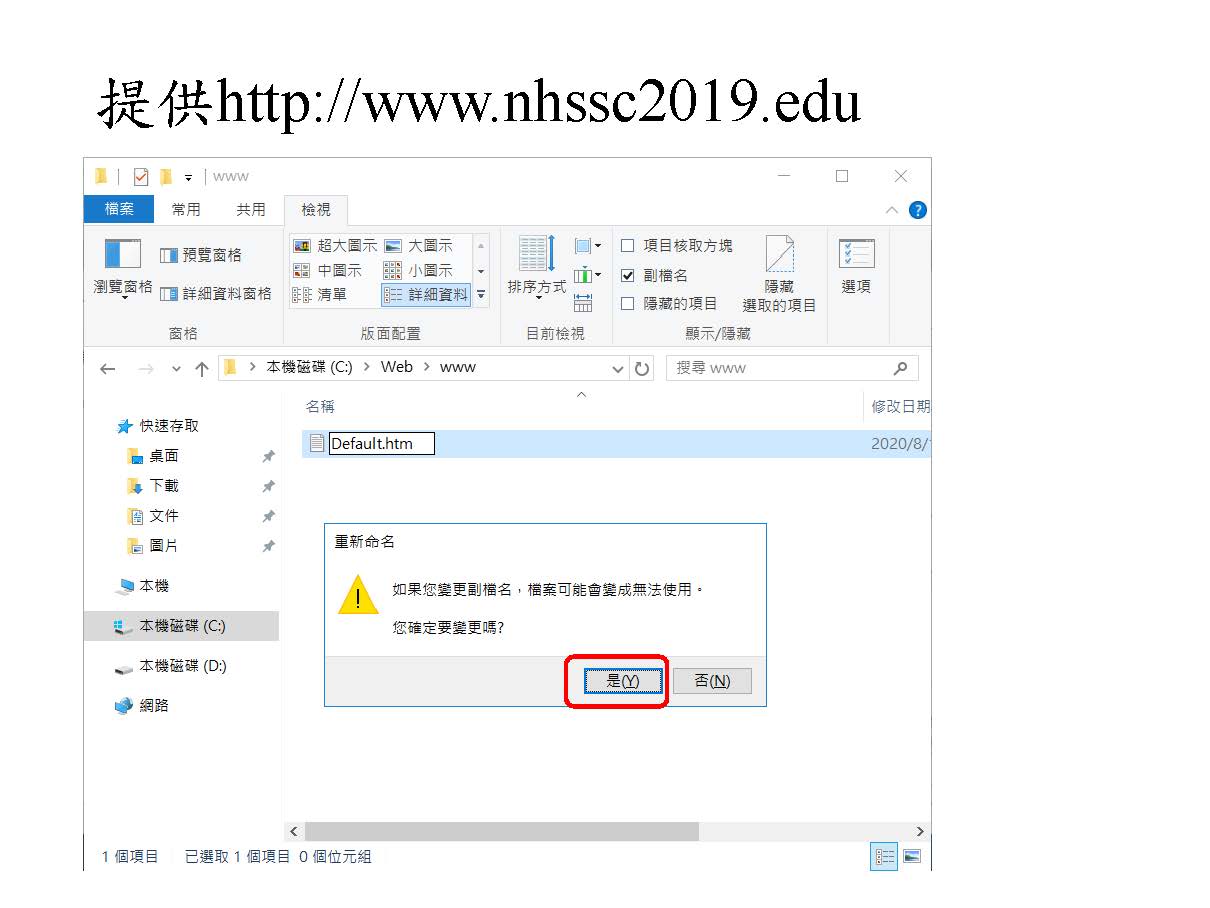 提供http://www.nhssc2019.edu
www
檔案 常用 共用 檢視
瀏覽窗格
預覽窗格
詳細資料窗格
窗格
超大圖示 大圖示
中圖示 小圖示
清單 詳細資料
版面配置
排序方式
目前檢視
項目核取方塊
副檔名
隱藏的項目
隱藏
選取的項目
顯示/隱藏
選項
本機磁碟 (C:) Web www
搜尋 www
名稱 修改日期
Default.htm 2020/8/
快速存取
桌面
下載
文件
圖片
本機
本機磁碟 (C:)
本機磁碟 (D:)
網路
重新命名
如果您變更副檔名，檔案可能會變成無法使用。
您確定要變更嗎?
是(Y) 否(N)
1 個項目 已選取 1 個項目 0 個位元組